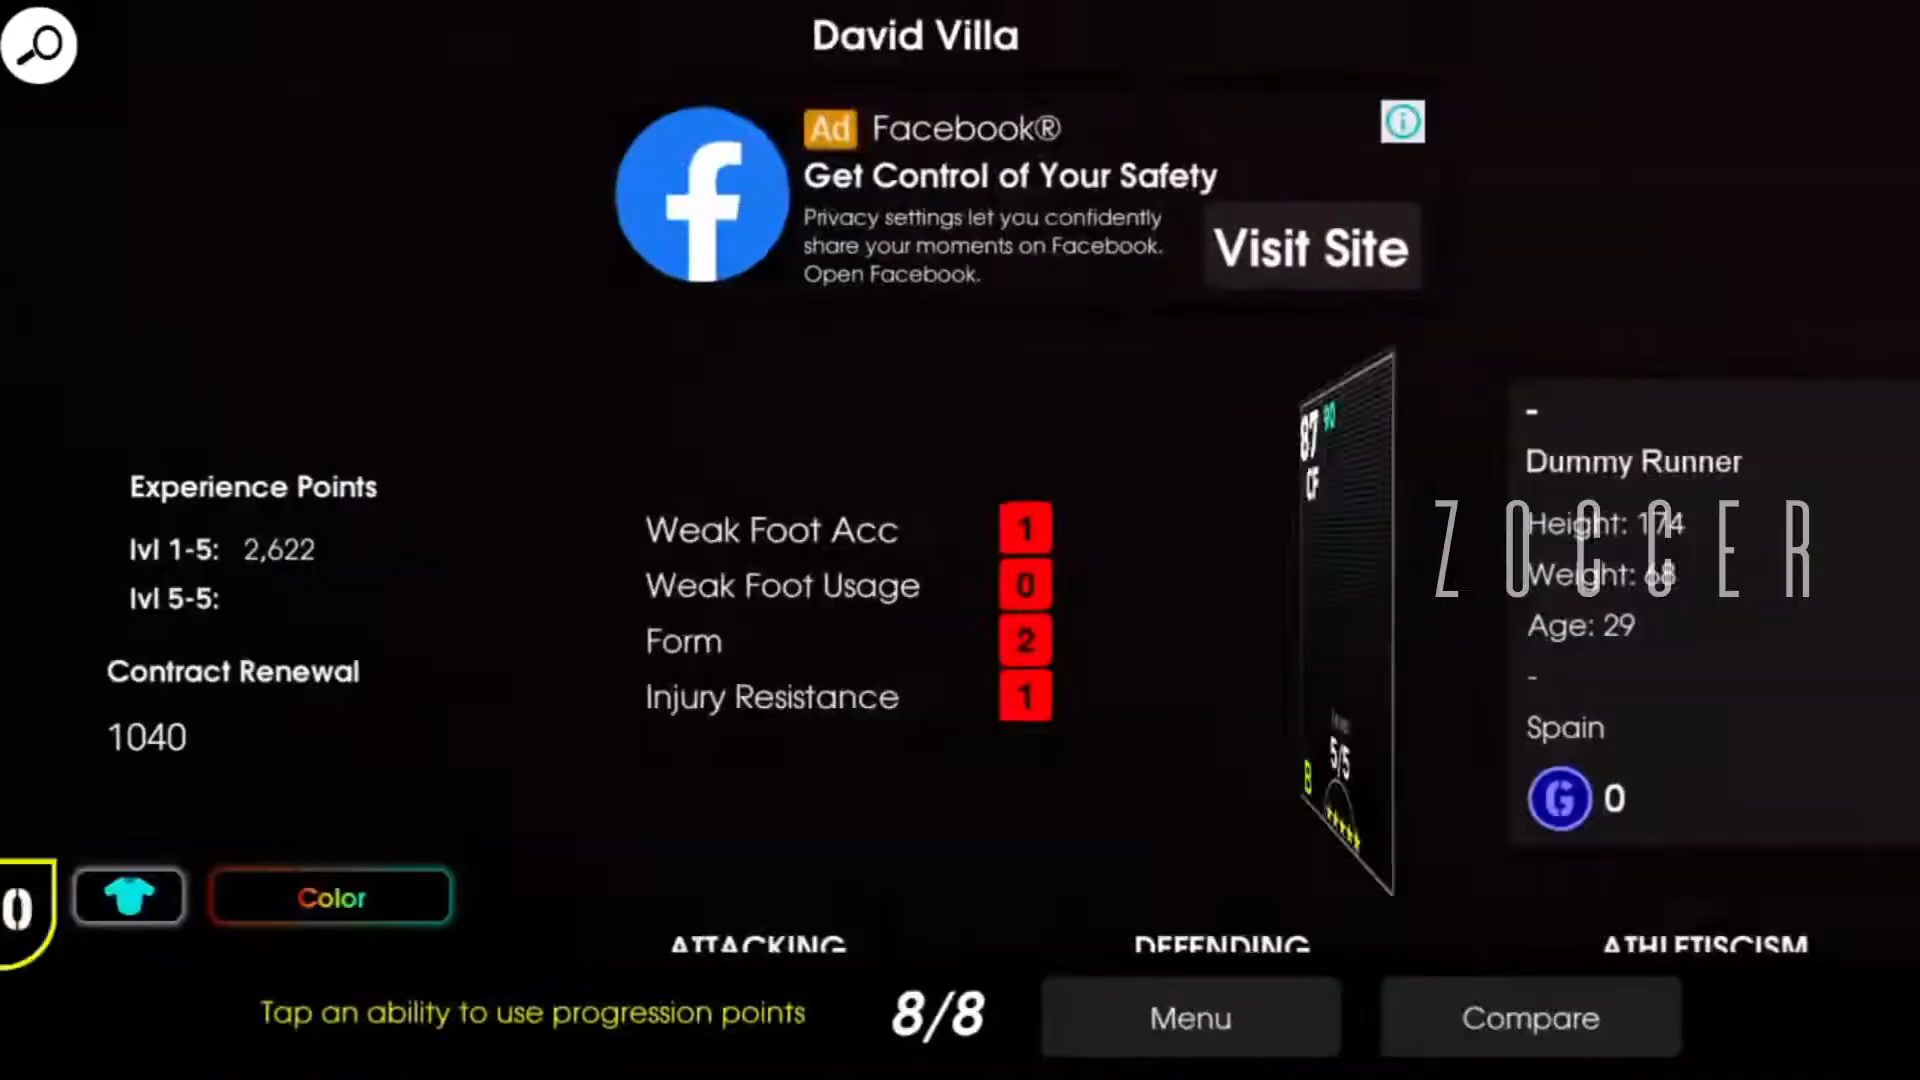 David Villa
Ad Facebook®
Get Control of Your Safety
Privacy settings let you confidently
share your moments on Facebook.
Open Facebook.
Visit Site
Experience Points
lvl 1-5: 2,622
lvl 5-5:
Contract Renewal
1040
Weak Foot Acc 1
Weak Foot Usage 0
Form 2
Injury Resistance 1
87 90
CF
5/5
B
-
Dummy Runner
Height: 174
Weight: 68
ZOCCER
Age: 29
-
Spain
G 0
0
Color
ATTACKING
DEFENDING
ATHLETISCISM
Tap an ability to use progression points
8/8
Menu
Compare